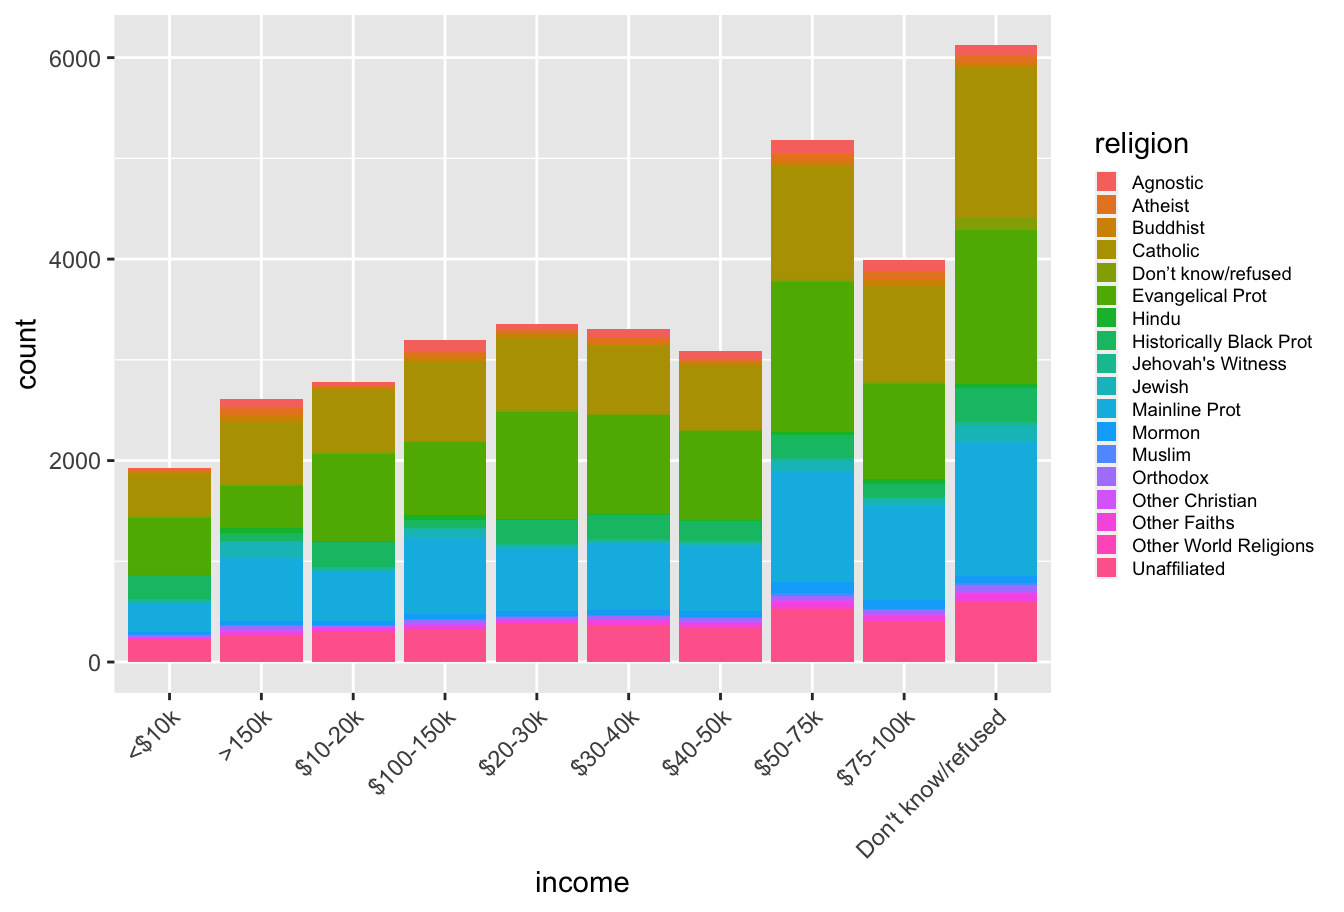 6000
4000
2000
0
count
<$10k
>150k
$10-20k
$100-150k
$20-30k
$30-40k
$40-50k
$50-75k
$75-100k
Don't know/refused
income
religion
Agnostic
Atheist
Buddhist
Catholic
Don’t know/refused
Evangelical Prot
Hindu
Historically Black Prot
Jehovah's Witness
Jewish
Mainline Prot
Mormon
Muslim
Orthodox
Other Christian
Other Faiths
Other World Religions
Unaffiliated